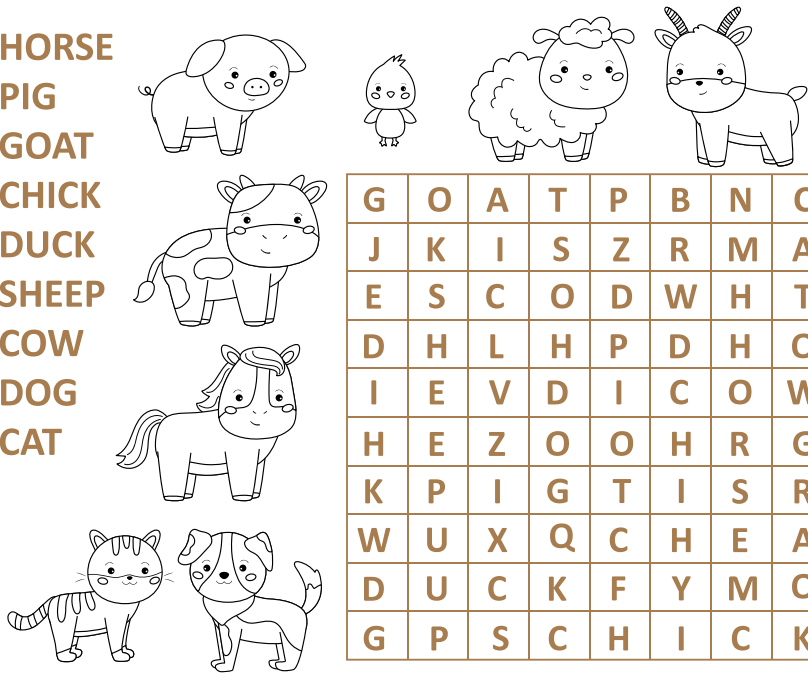 HORSE
PIG
GOAT
CHICK
DUCK
SHEEP
COW
DOG
CAT
G O A T P B N
J K I S Z R M A
E S C O D W H T
D H L H P D H
I E V D I C O W
H E Z O O H R G
K P I G T I S R
W U X Q C H E A
D U C K F Y M
G P S C H I C K